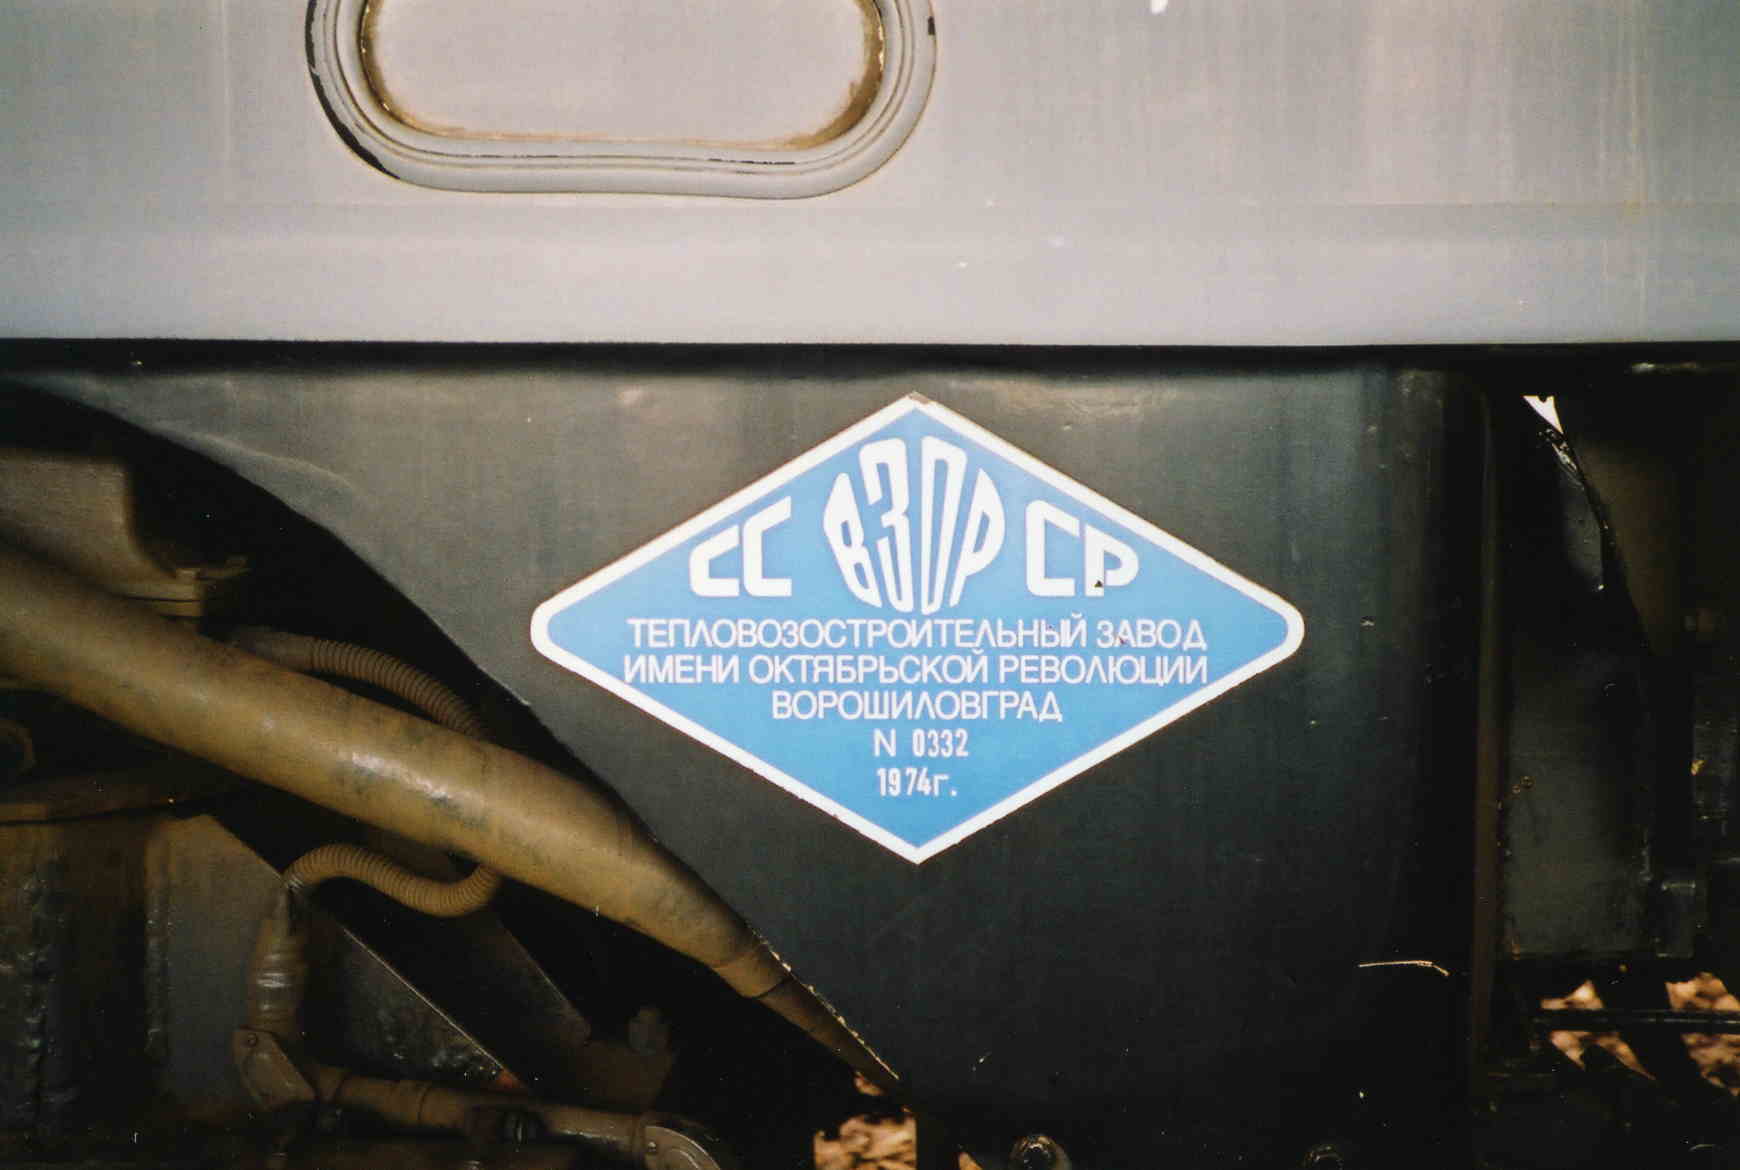 СС ВЗОР СР
ТЕПЛОВОЗОСТРОИТЕЛЬНЫЙ ЗАВОД
ИМЕНИ ОКТЯБРЬСКОЙ РЕВОЛЮЦИИ
ВОРОШИЛОВГРАД
N 0332
1974г.